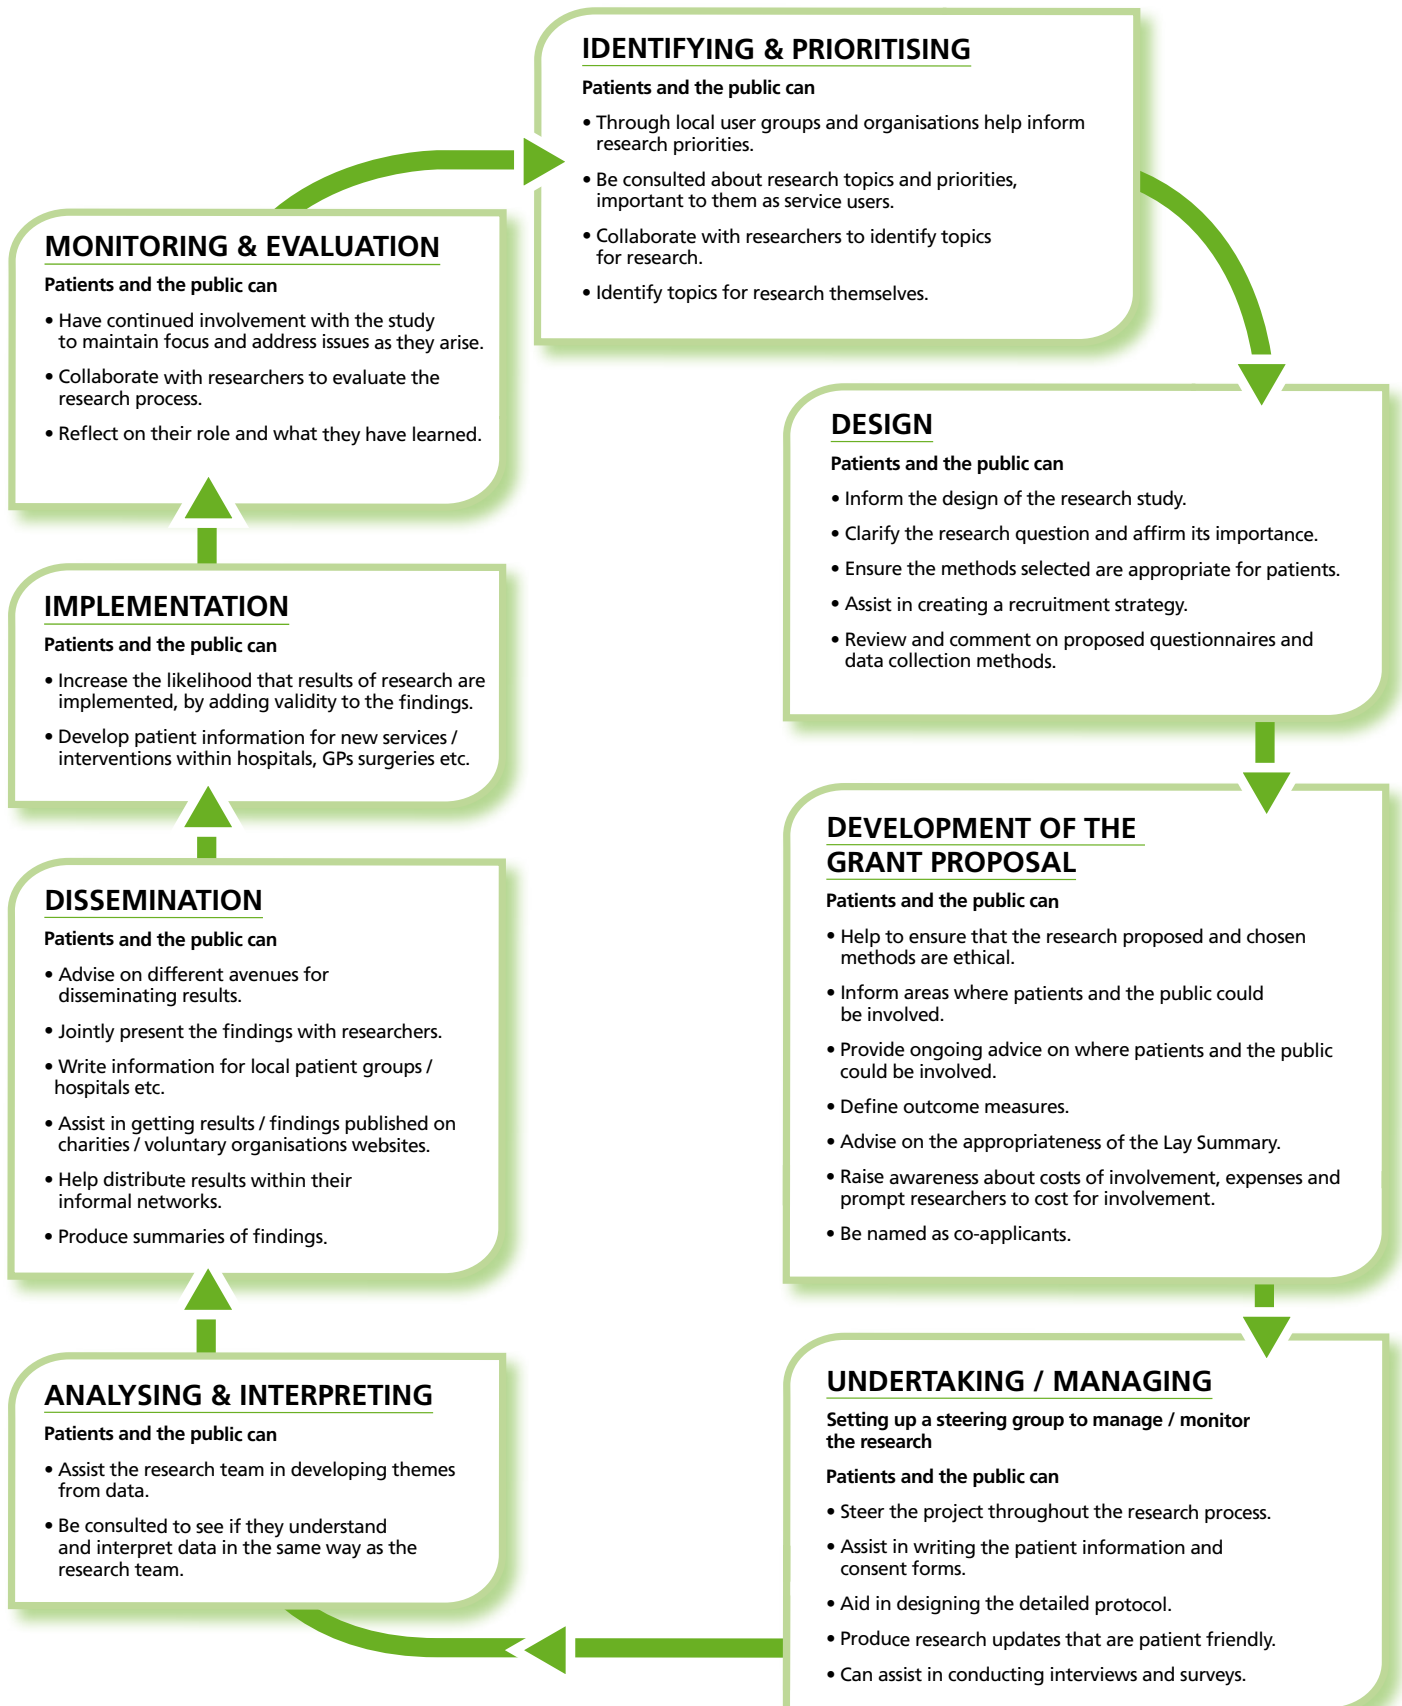 IDENTIFYING & PRIORITISING
Patients and the public can
• Through local user groups and organisations help inform
research priorities.
• Be consulted about research topics and priorities,
important to them as service users.
• Collaborate with researchers to identify topics
for research.
• Identify topics for research themselves.
DESIGN
Patients and the public can
• Inform the design of the research study.
• Clarify the research question and affirm its importance.
• Ensure the methods selected are appropriate for patients.
• Assist in creating a recruitment strategy.
• Review and comment on proposed questionnaires and
data collection methods.
DEVELOPMENT OF THE
GRANT PROPOSAL
Patients and the public can
• Help to ensure that the research proposed and chosen
methods are ethical.
• Inform areas where patients and the public could
be involved.
• Provide ongoing advice on where patients and the public
could be involved.
• Define outcome measures.
• Advise on the appropriateness of the Lay Summary.
• Raise awareness about costs of involvement, expenses and
prompt researchers to cost for involvement.
• Be named as co-applicants.
UNDERTAKING / MANAGING
Setting up a steering group to manage / monitor
the research
Patients and the public can
• Steer the project throughout the research process.
• Assist in writing the patient information and
consent forms.
• Aid in designing the detailed protocol.
• Produce research updates that are patient friendly.
• Can assist in conducting interviews and surveys.
ANALYSING & INTERPRETING
Patients and the public can
• Assist the research team in developing themes
from data.
• Be consulted to see if they understand
and interpret data in the same way as the
research team.
DISSEMINATION
Patients and the public can
• Advise on different avenues for
disseminating results.
• Jointly present the findings with researchers.
• Write information for local patient groups /
hospitals etc.
• Assist in getting results / findings published on
charities / voluntary organisations websites.
• Help distribute results within their
informal networks.
• Produce summaries of findings.
IMPLEMENTATION
Patients and the public can
• Increase the likelihood that results of research are
implemented, by adding validity to the findings.
• Develop patient information for new services /
interventions within hospitals, GPs surgeries etc.
MONITORING & EVALUATION
Patients and the public can
• Have continued involvement with the study
to maintain focus and address issues as they arise.
• Collaborate with researchers to evaluate the
research process.
• Reflect on their role and what they have learned.